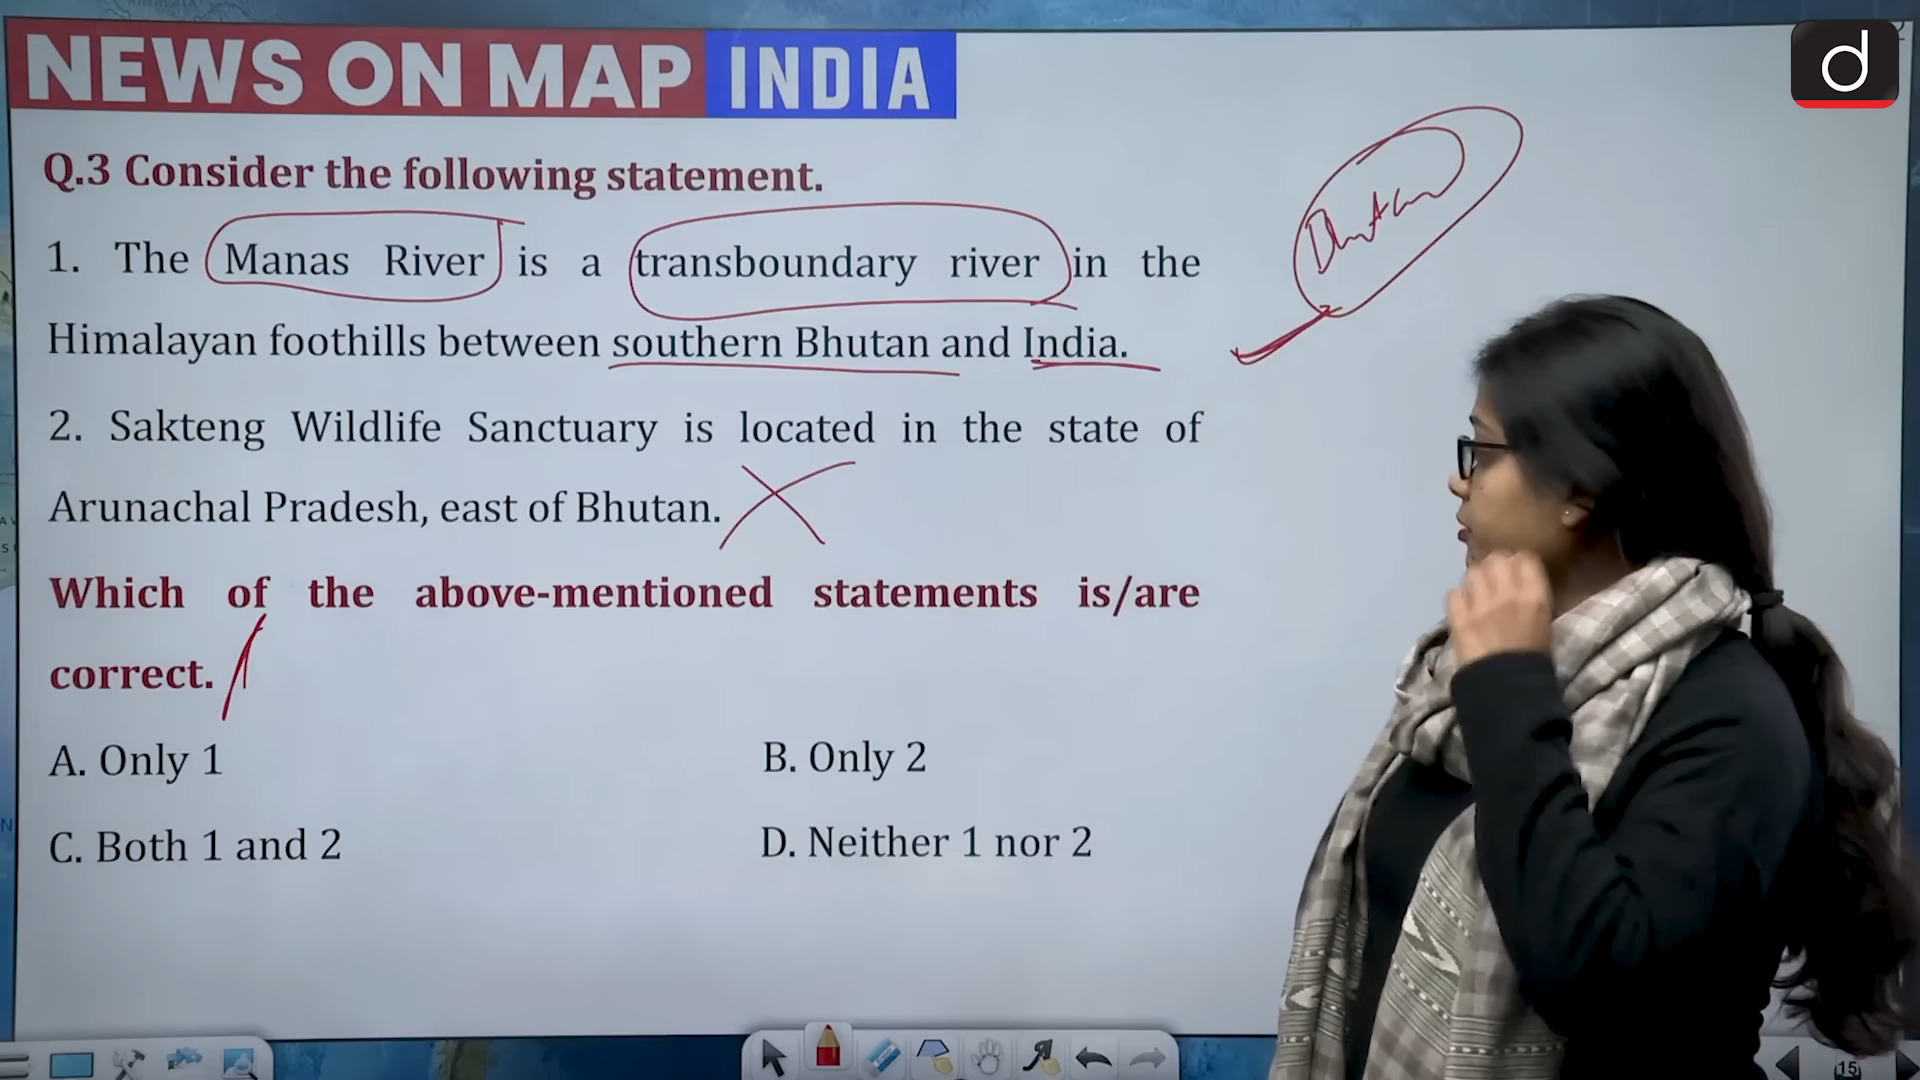 NEWS ON MAP INDIA
d
Q.3 Consider the following statement.
1. The Manas River is a transboundary river in the
Himalayan foothills between southern Bhutan and India.
Bhutan
2. Sakteng Wildlife Sanctuary is located in the state of
Arunachal Pradesh, east of Bhutan.
Which of the above-mentioned statements is/are
correct.
A. Only 1
B. Only 2
C. Both 1 and 2
D. Neither 1 nor 2
15